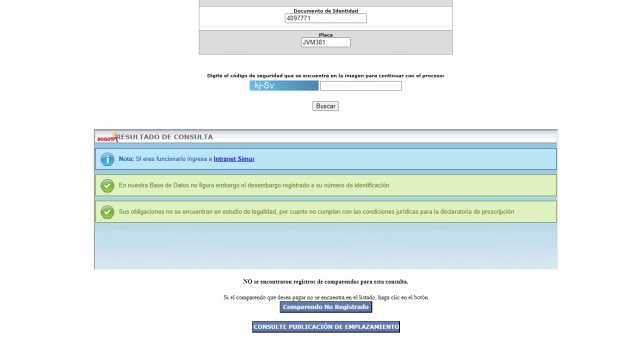 Documento de Identidad
4097771
Placa
JVM381
Digite el código de seguridad que se encuentra en la imagen para continuar con el proceso:
kj-Sv
Buscar
BOGOTÁ RESULTADO DE CONSULTA
Nota: Si eres funcionario ingresa a Intranet Simur
En nuestra Base de Datos no figura embargo ni desembargo registrado a su número de identificación
Sus obligaciones no se encuentran en estudio de legalidad, por cuanto no cumplen con las condiciones jurídicas para la declaratoria de prescripción
NO se encontraron registros de comparendos para esta consulta.
Si el comparendo que desea pagar no se encuentra en el listado, haga clic en el botón
Comparendo No Registrado
CONSULTE PUBLICACIÓN DE EMPLAZAMIENTO